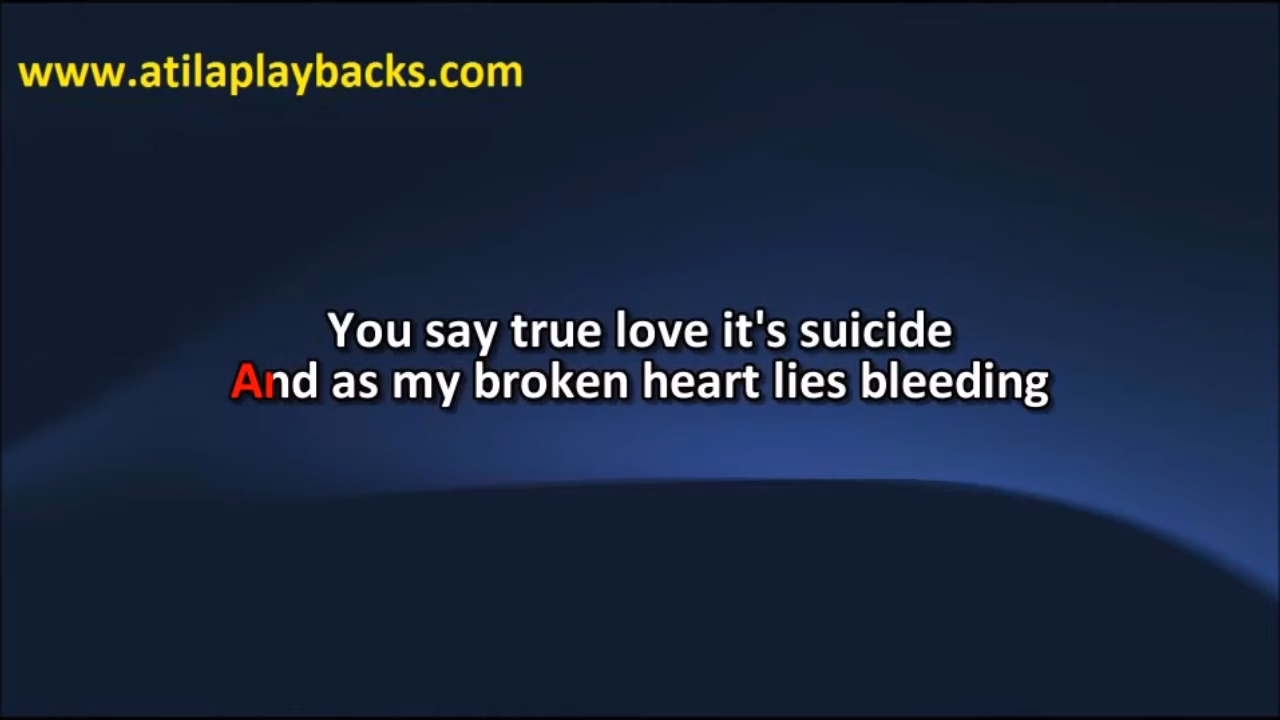 www.atilaplaybacks.com
You say true love it's suicide
And as my broken heart lies bleeding